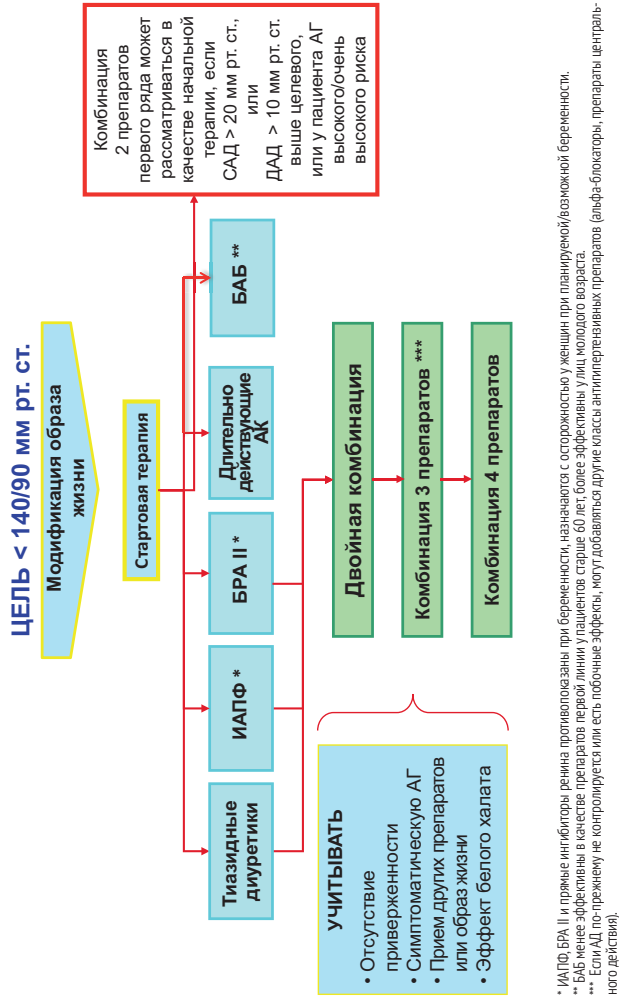 ЦЕЛЬ < 140/90 мм рт. ст.
Модификация образа
жизни
Стартовая терапия
Комбинация
2 препаратов
первого ряда может
рассматриваться в
качестве начальной
терапии, если
САД > 20 мм рт. ст.,
или
ДАД > 10 мм рт. ст.
выше целевого,
или у пациента АГ
высокого/очень
высокого риска
Тиазидные
диуретики
ИАПФ *
БРА II *
Длительно
действующие
АК
БАБ **
УЧИТЫВАТЬ
• Отсутствие
приверженности
• Симптоматическую АГ
• Прием других препаратов
или образ жизни
• Эффект белого халата
Двойная комбинация
Комбинация 3 препаратов ***
Комбинация 4 препаратов
* ИАПФ, БРА II и прямые ингибиторы ренина противопоказаны при беременности, назначаются с осторожностью у женщин при планируемой/возможной беременности.
** БАБ менее эффективны в качестве препаратов первой линии у пациентов старше 60 лет, более эффективны у лиц молодого возраста.
*** Если АД по-прежнему не контролируется или есть побочные эффекты, могут добавляться другие классы антигипертензивных препаратов (альфа-блокаторы, препараты централь-
ного действия).